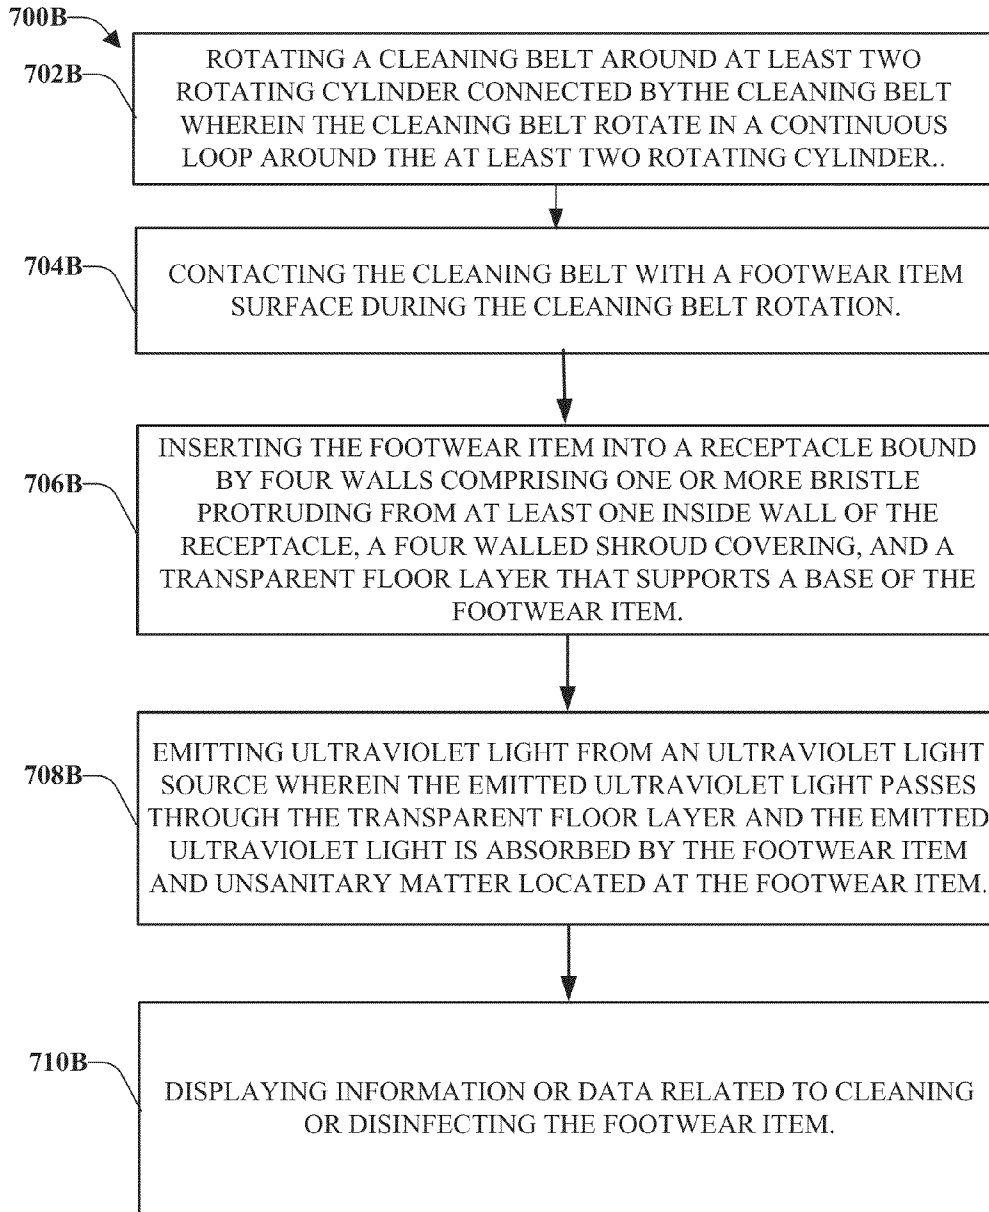 700B
702B
ROTATING A CLEANING BELT AROUND AT LEAST TWO
ROTATING CYLINDER CONNECTED BYTHE CLEANING BELT
WHEREIN THE CLEANING BELT ROTATE IN A CONTINUOUS
LOOP AROUND THE AT LEAST TWO ROTATING CYLINDER..
704B
CONTACTING THE CLEANING BELT WITH A FOOTWEAR ITEM
SURFACE DURING THE CLEANING BELT ROTATION.
706B
INSERTING THE FOOTWEAR ITEM INTO A RECEPTACLE BOUND
BY FOUR WALLS COMPRISING ONE OR MORE BRISTLE
PROTRUDING FROM AT LEAST ONE INSIDE WALL OF THE
RECEPTACLE, A FOUR WALLED SHROUD COVERING, AND A
TRANSPARENT FLOOR LAYER THAT SUPPORTS A BASE OF THE
FOOTWEAR ITEM.
708B
EMITTING ULTRAVIOLET LIGHT FROM AN ULTRAVIOLET LIGHT
SOURCE WHEREIN THE EMITTED ULTRAVIOLET LIGHT PASSES
THROUGH THE TRANSPARENT FLOOR LAYER AND THE EMITTED
ULTRAVIOLET LIGHT IS ABSORBED BY THE FOOTWEAR ITEM
AND UNSANITARY MATTER LOCATED AT THE FOOTWEAR ITEM.
710B
DISPLAYING INFORMATION OR DATA RELATED TO CLEANING
OR DISINFECTING THE FOOTWEAR ITEM.